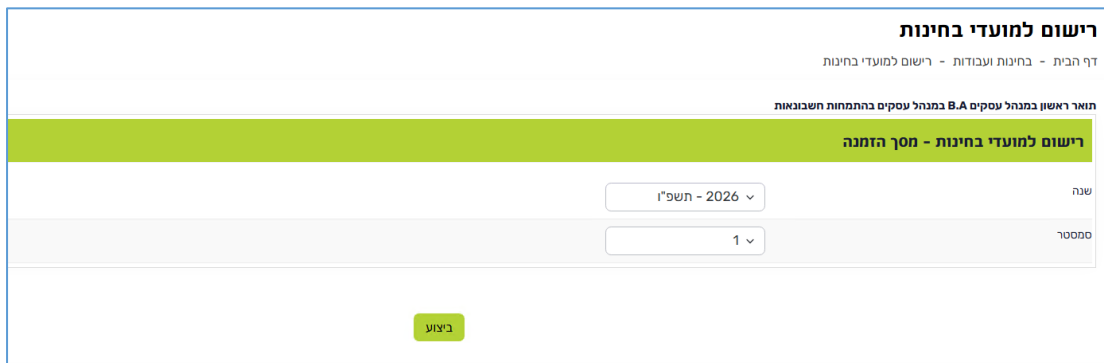 רישום למועדי בחינות
דף הבית - בחינות ועבודות - רישום למועדי בחינות
תואר ראשון במנהל עסקים B.A במנהל עסקים בהתמחות חשבונאות
רישום למועדי בחינות - מסך הזמנה
שנה
2026 - תשפ"ו
סמסטר
1
ביצוע